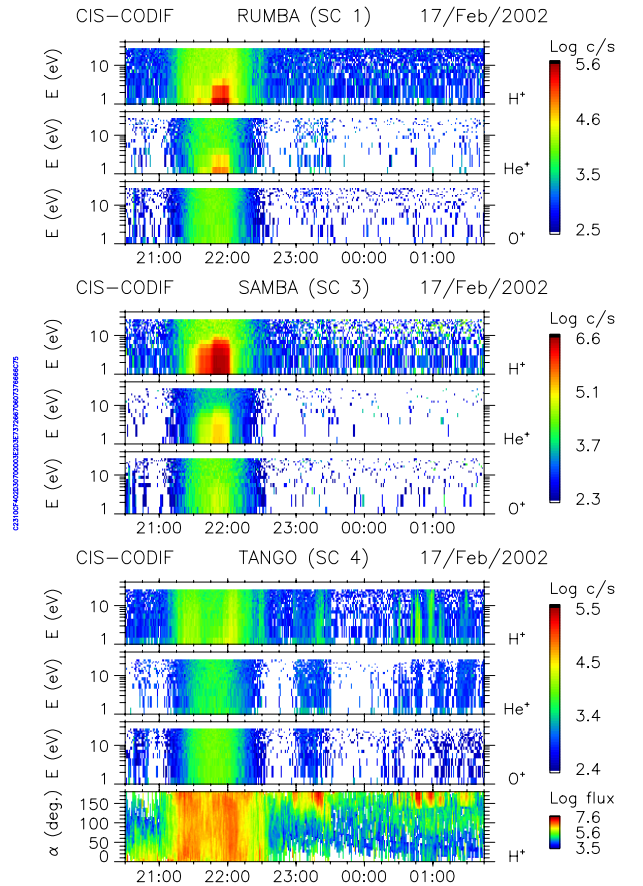 CIS-CODIF RUMBA (SC 1) 17/Feb/2002
Log c/s
E (eV) 10 1 H⁺
E (eV) 10 1 He⁺
E (eV) 10 1 O⁺
5.6
4.6
3.5
2.5
21:00 22:00 23:00 00:00 01:00
CIS-CODIF SAMBA (SC 3) 17/Feb/2002
Log c/s
E (eV) 10 1 H⁺
E (eV) 10 1 He⁺
E (eV) 10 1 O⁺
6.6
5.1
3.7
2.3
21:00 22:00 23:00 00:00 01:00
CIS-CODIF TANGO (SC 4) 17/Feb/2002
Log c/s
E (eV) 10 1 H⁺
E (eV) 10 1 He⁺
E (eV) 10 1 O⁺
5.5
4.5
3.4
2.4
α (deg.) 150 100 50 0 H⁺
Log flux
7.6
5.6
3.5
21:00 22:00 23:00 00:00 01:00